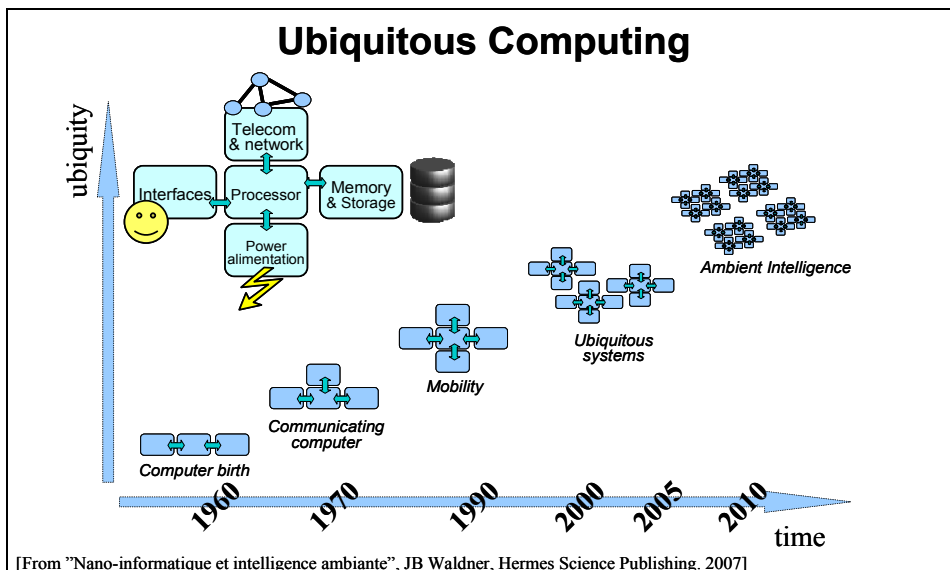 Ubiquitous Computing
ubiquity
Telecom
& network
Interfaces
Processor
Memory
& Storage
Power
alimentation
Ambient Intelligence
Ubiquitous
systems
Mobility
Communicating
computer
Computer birth
1960
1970
1990
2000
2005
2010
time
[From ”Nano-informatique et intelligence ambiante”, JB Waldner, Hermes Science Publishing, 2007]